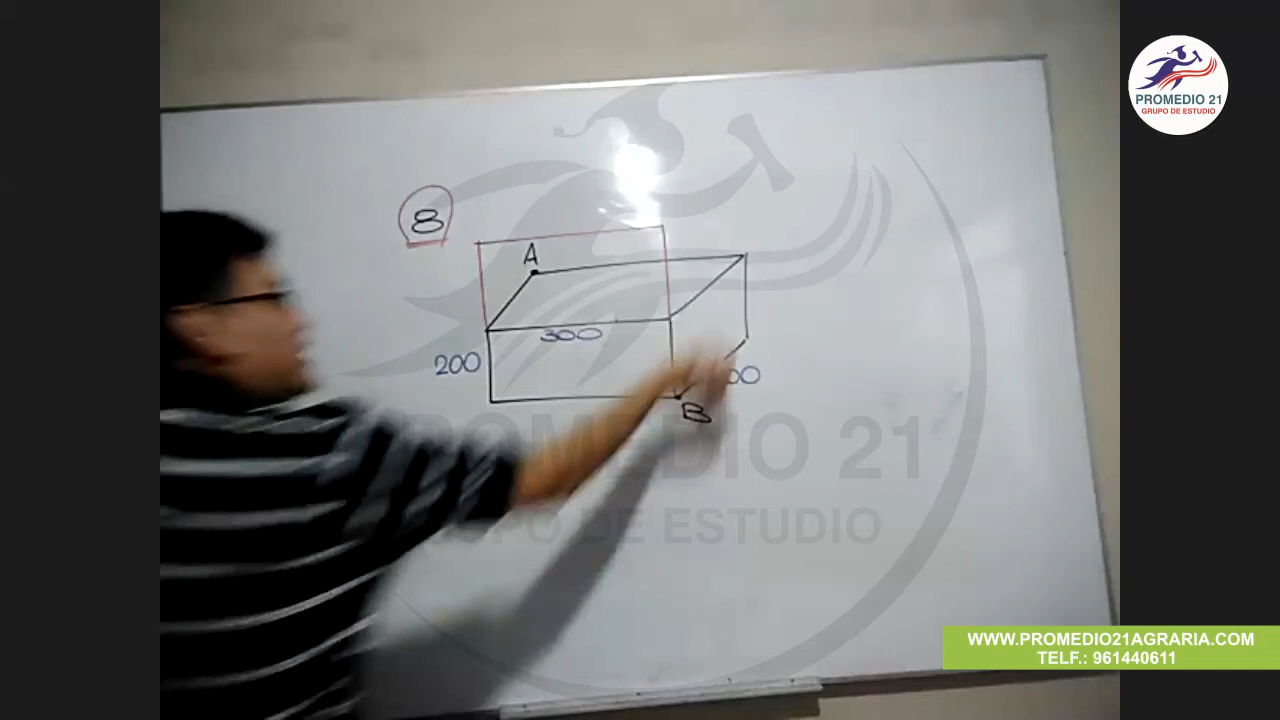 PROMEDIO 21
GRUPO DE ESTUDIO
8
A
300
200
B
PROMEDIO 21
GRUPO DE ESTUDIO
WWW.PROMEDIO21AGRARIA.COM
TELF.: 961440611